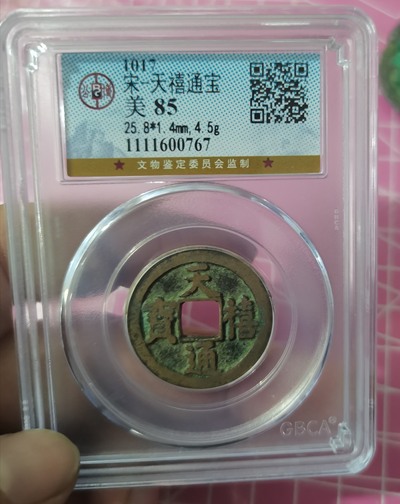 1017
宋-天禧通宝
美 85
25.8*1.4mm,4.5g
1111600767
★ 文物鉴定委员会监制 ★
天
寶 禧
通
GBCA